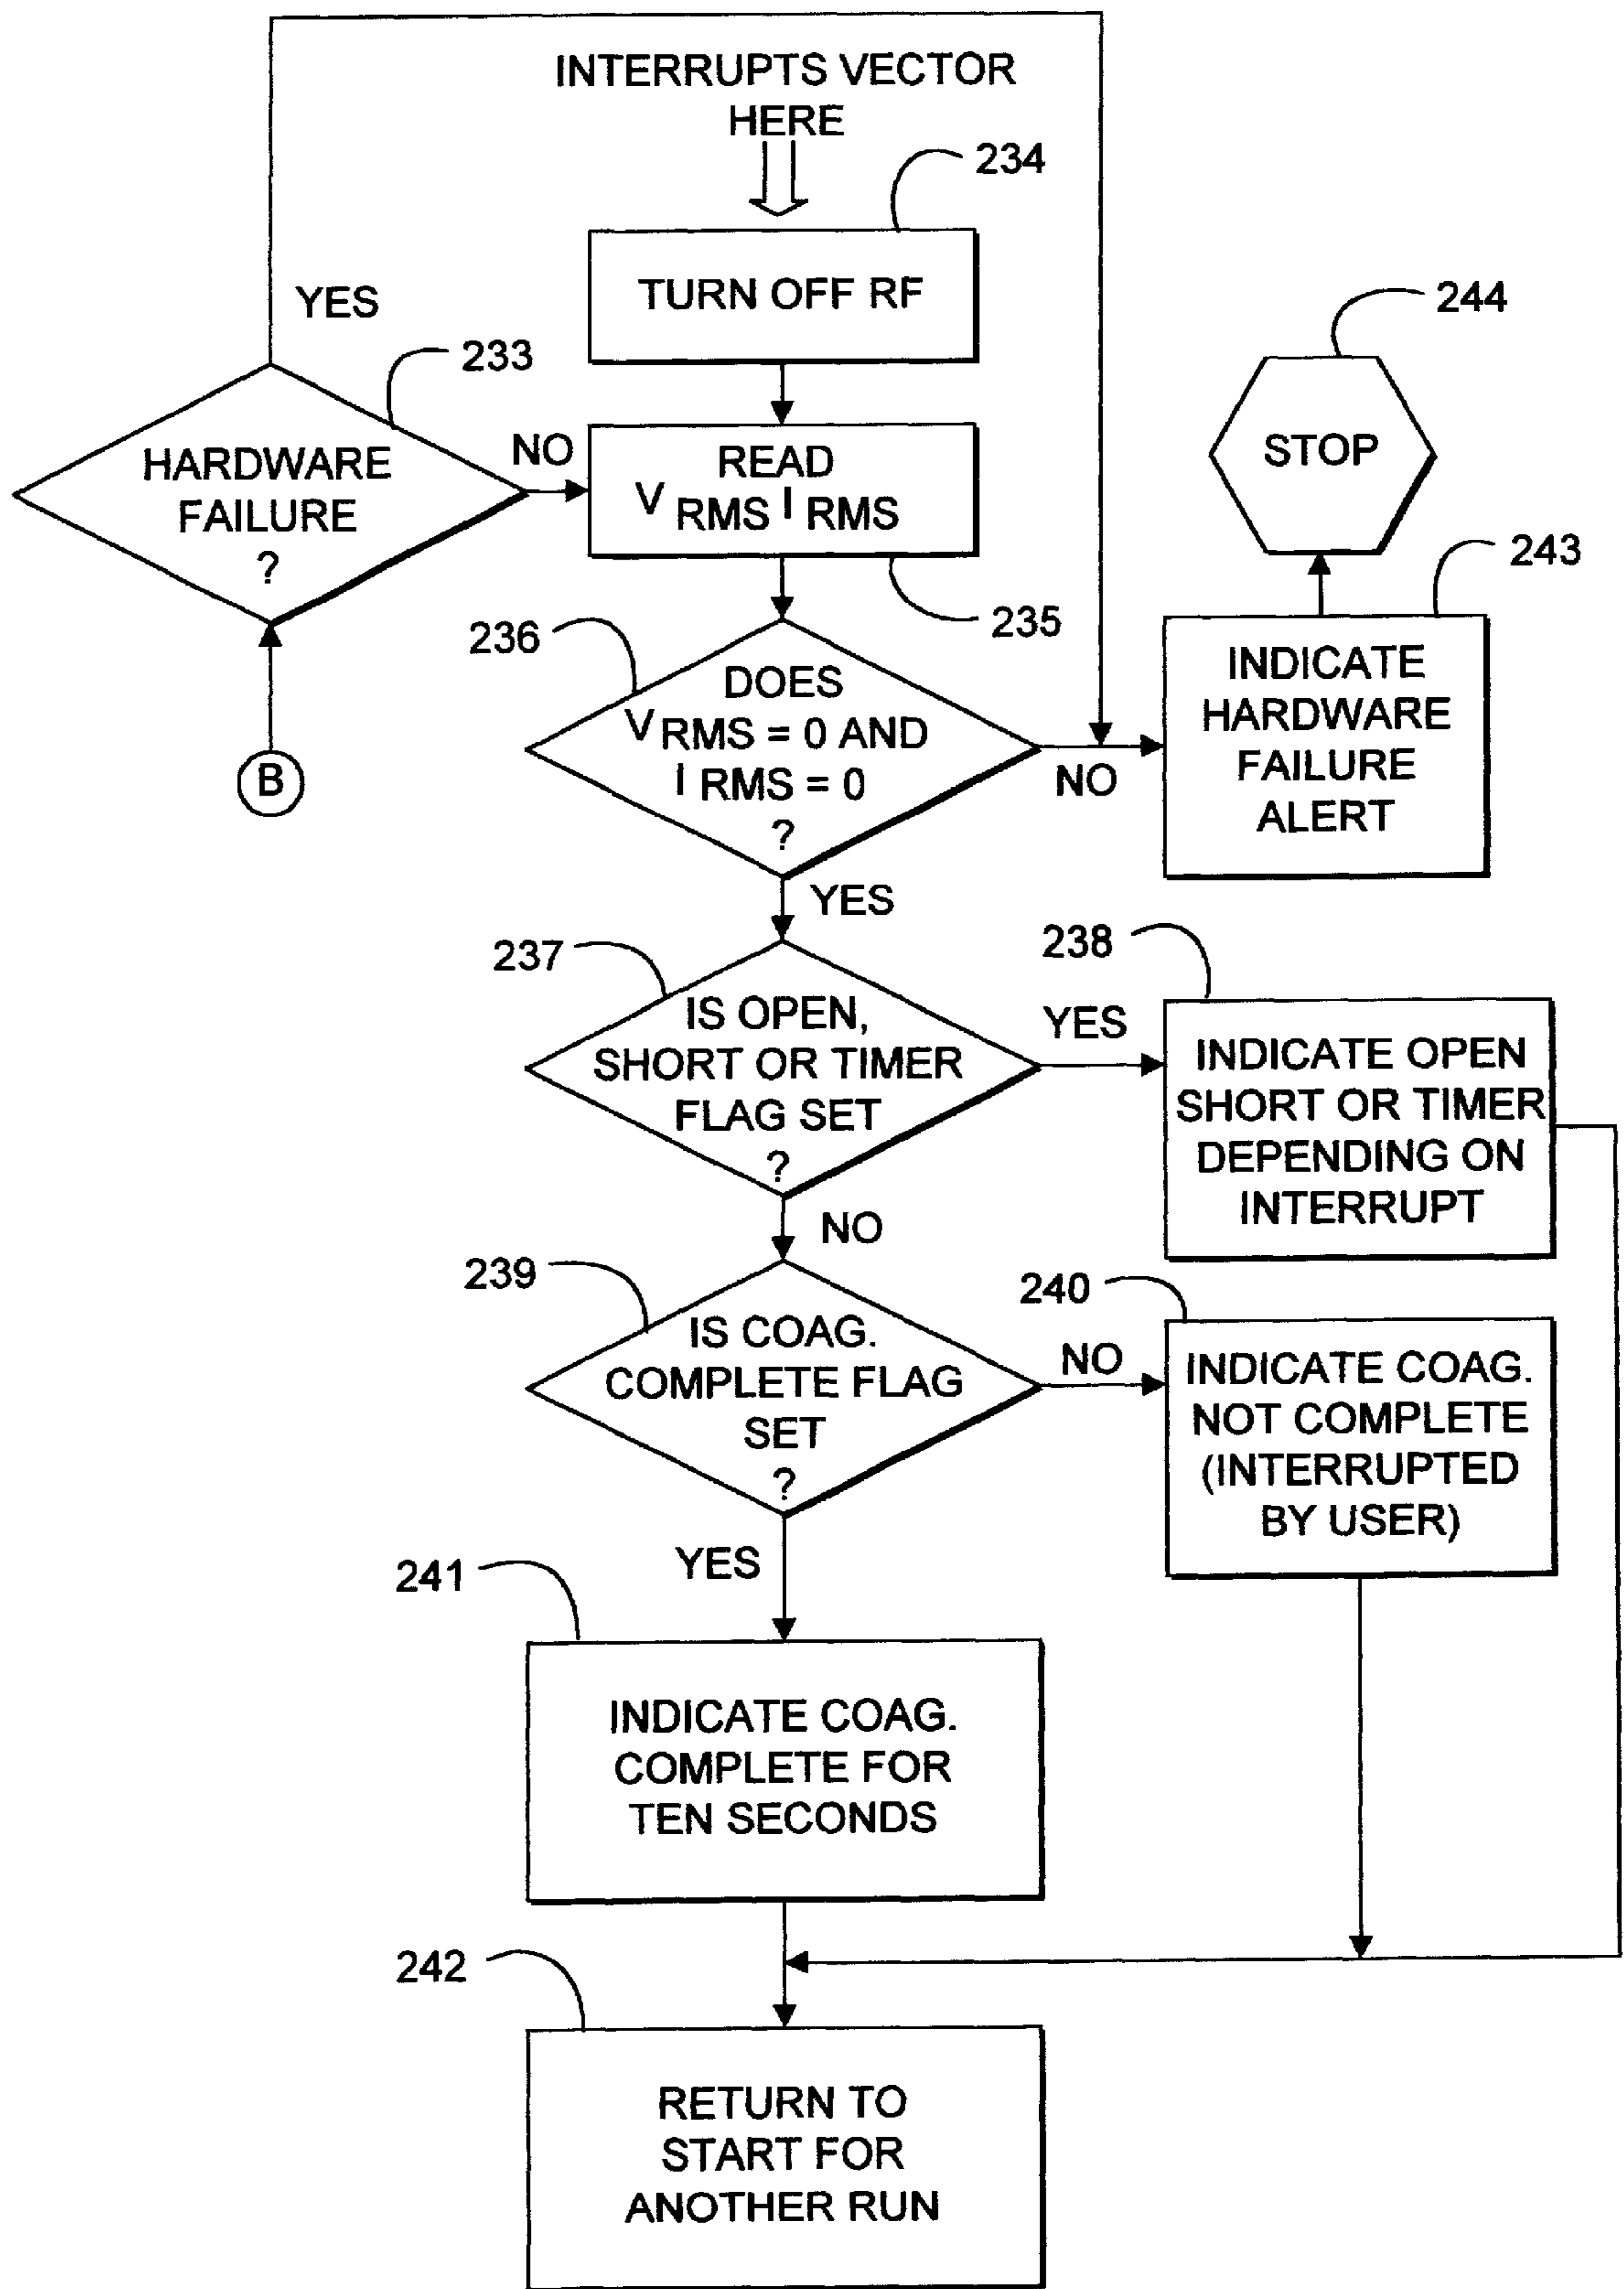 INTERRUPTS VECTOR
HERE
234
TURN OFF RF
YES
233
HARDWARE
FAILURE
?
NO
READ
V RMS I RMS
235
244
STOP
243
INDICATE
HARDWARE
FAILURE
ALERT
B
236
DOES
V RMS = 0 AND
I RMS = 0
?
NO
YES
237
IS OPEN,
SHORT OR TIMER
FLAG SET
?
YES
238
INDICATE OPEN
SHORT OR TIMER
DEPENDING ON
INTERRUPT
NO
239
IS COAG.
COMPLETE FLAG
SET
?
NO
240
INDICATE COAG.
NOT COMPLETE
(INTERRUPTED
BY USER)
YES
241
INDICATE COAG.
COMPLETE FOR
TEN SECONDS
242
RETURN TO
START FOR
ANOTHER RUN